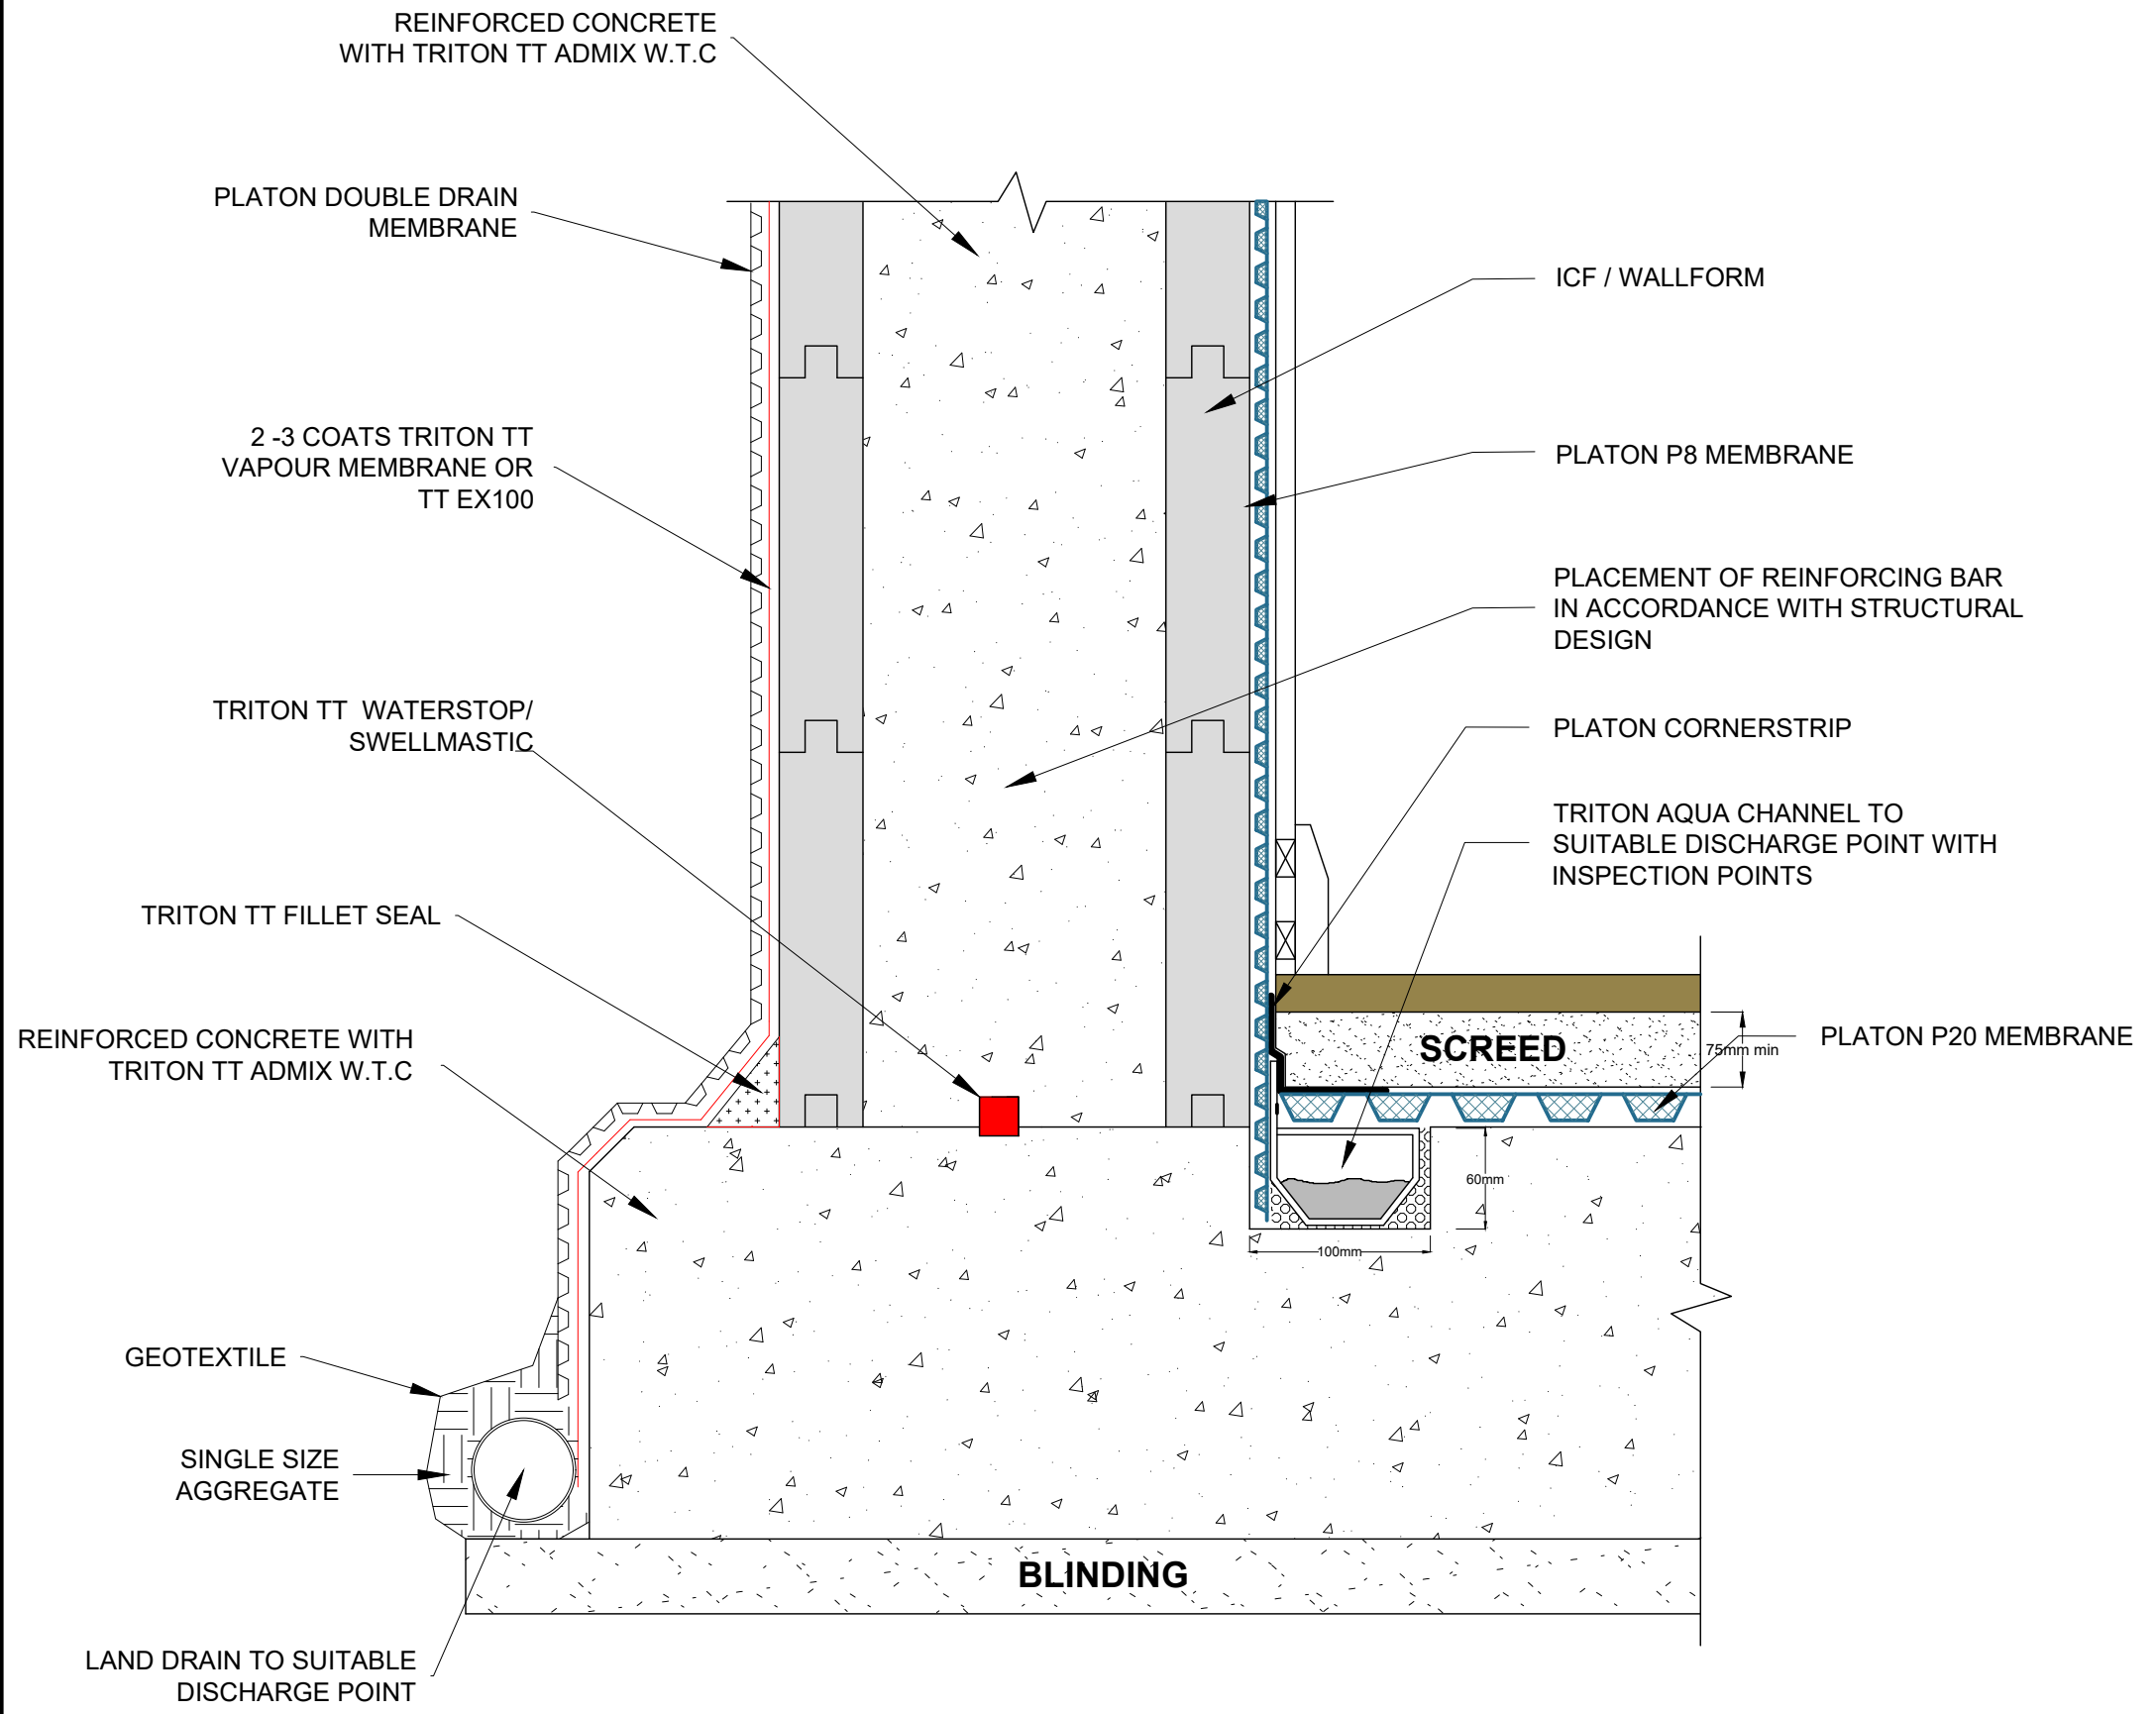 REINFORCED CONCRETE
WITH TRITON TT ADMIX W.T.C
PLATON DOUBLE DRAIN
MEMBRANE
2 -3 COATS TRITON TT
VAPOUR MEMBRANE OR
TT EX100
TRITON TT  WATERSTOP/
SWELLMASTIC
TRITON TT FILLET SEAL
REINFORCED CONCRETE WITH
TRITON TT ADMIX W.T.C
GEOTEXTILE
SINGLE SIZE
AGGREGATE
LAND DRAIN TO SUITABLE
DISCHARGE POINT
ICF / WALLFORM
PLATON P8 MEMBRANE
PLACEMENT OF REINFORCING BAR
IN ACCORDANCE WITH STRUCTURAL
DESIGN
PLATON CORNERSTRIP
TRITON AQUA CHANNEL TO
SUITABLE DISCHARGE POINT WITH
INSPECTION POINTS
PLATON P20 MEMBRANE
SCREED
75mm min
60mm
100mm
BLINDING